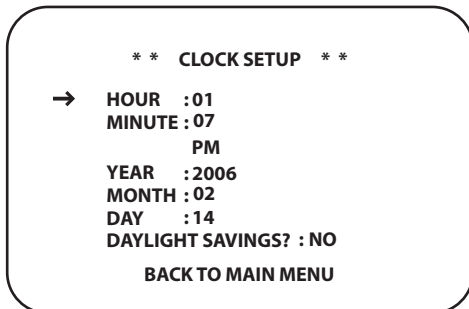 * * CLOCK SETUP * *
→ HOUR : 01
MINUTE : 07
PM
YEAR : 2006
MONTH : 02
DAY : 14
DAYLIGHT SAVINGS? : NO
BACK TO MAIN MENU